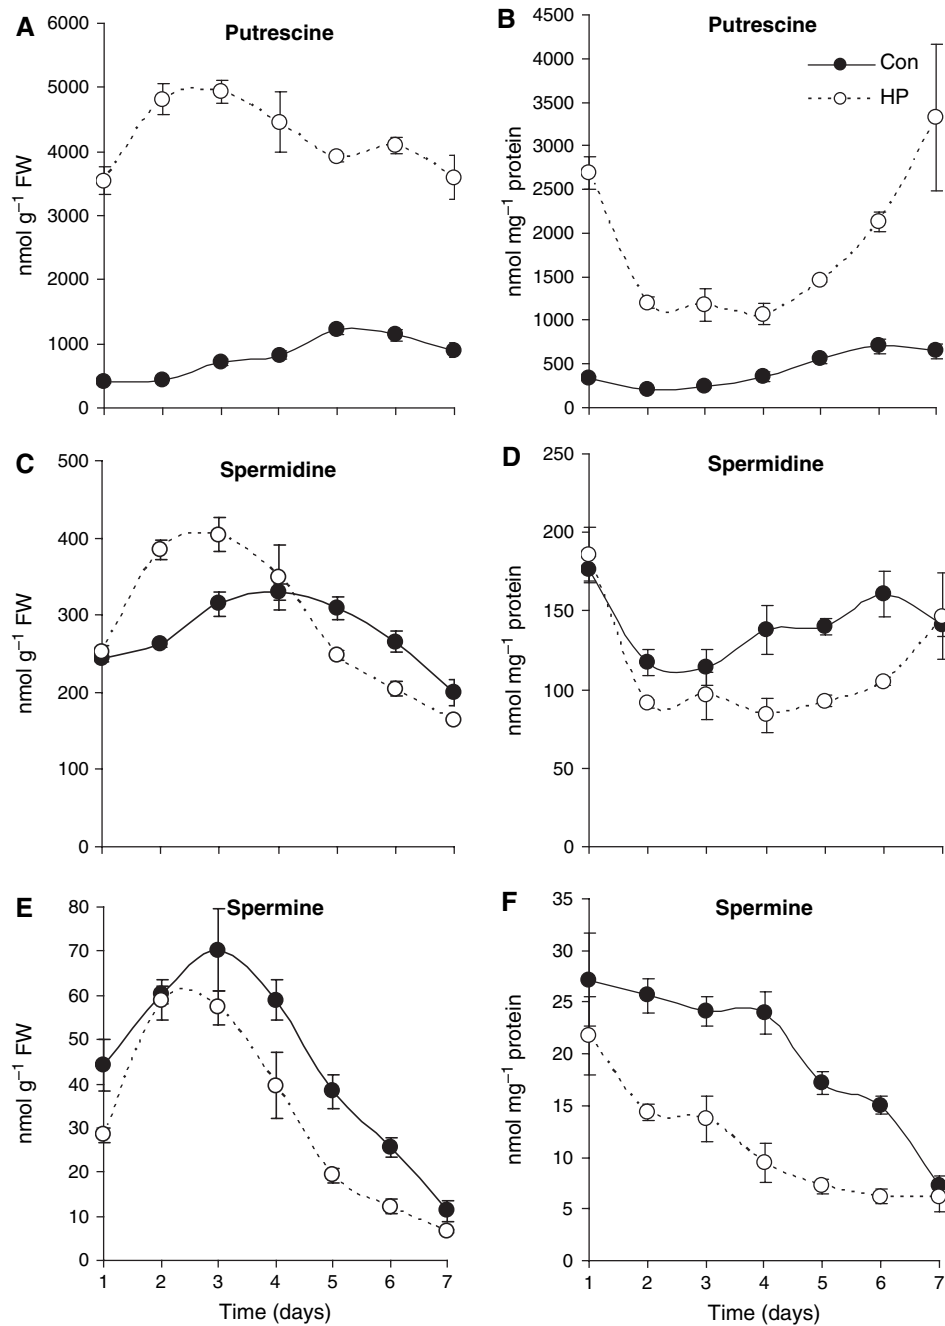 A
Putrescine
6000
5000
4000
3000
2000
1000
0
nmol g⁻¹ FW
B
Putrescine
4500
4000
3500
3000
2500
2000
1500
1000
500
0
nmol mg⁻¹ protein
Con
HP
C
Spermidine
500
400
300
200
100
0
nmol g⁻¹ FW
D
Spermidine
250
200
150
100
50
0
nmol mg⁻¹ protein
E
Spermine
80
70
60
50
40
30
20
10
0
nmol g⁻¹ FW
1 2 3 4 5 6 7
Time (days)
F
Spermine
35
30
25
20
15
10
5
0
nmol mg⁻¹ protein
1 2 3 4 5 6 7
Time (days)